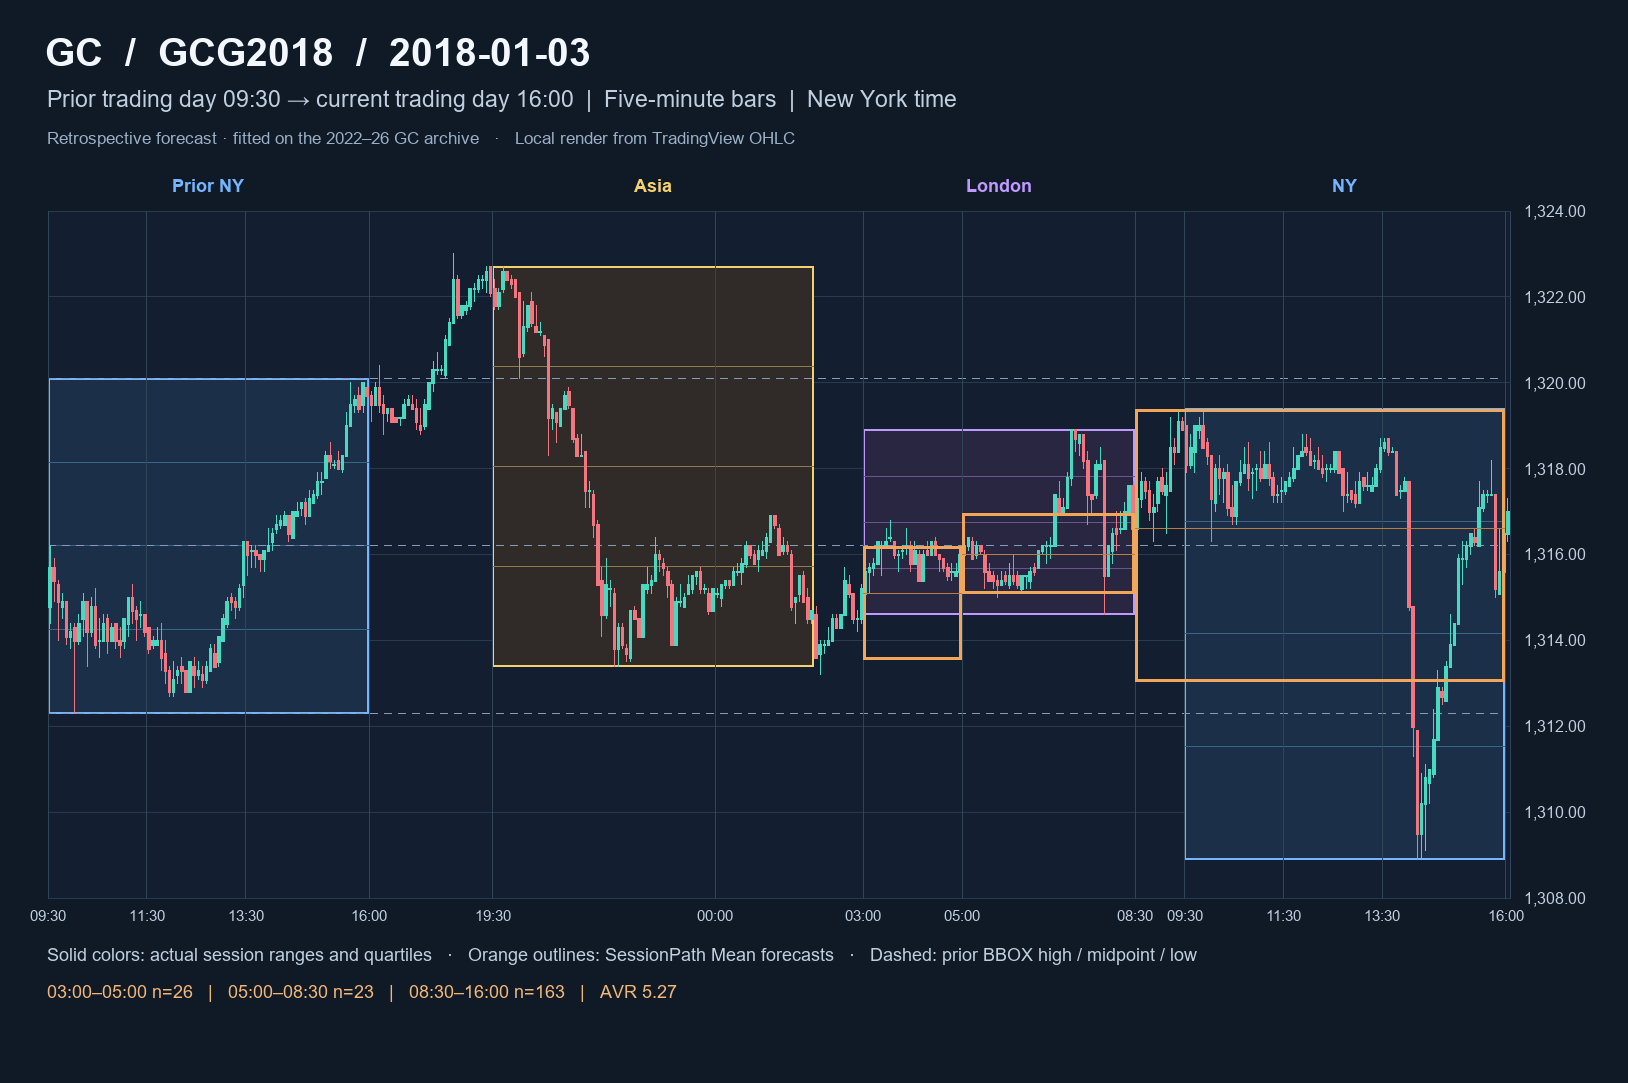 GC / GCG2018 / 2018-01-03
Prior trading day 09:30 → current trading day 16:00 | Five-minute bars | New York time
Retrospective forecast · fitted on the 2022–26 GC archive · Local render from TradingView OHLC
Prior NY Asia London NY
1,324.00
1,322.00
1,320.00
1,318.00
1,316.00
1,314.00
1,312.00
1,310.00
1,308.00
09:30 11:30 13:30 16:00 19:30 00:00 03:00 05:00 08:30 09:30 11:30 13:30 16:00
Solid colors: actual session ranges and quartiles · Orange outlines: SessionPath Mean forecasts · Dashed: prior BBOX high / midpoint / low
03:00–05:00 n=26 | 05:00–08:30 n=23 | 08:30–16:00 n=163 | AVR 5.27